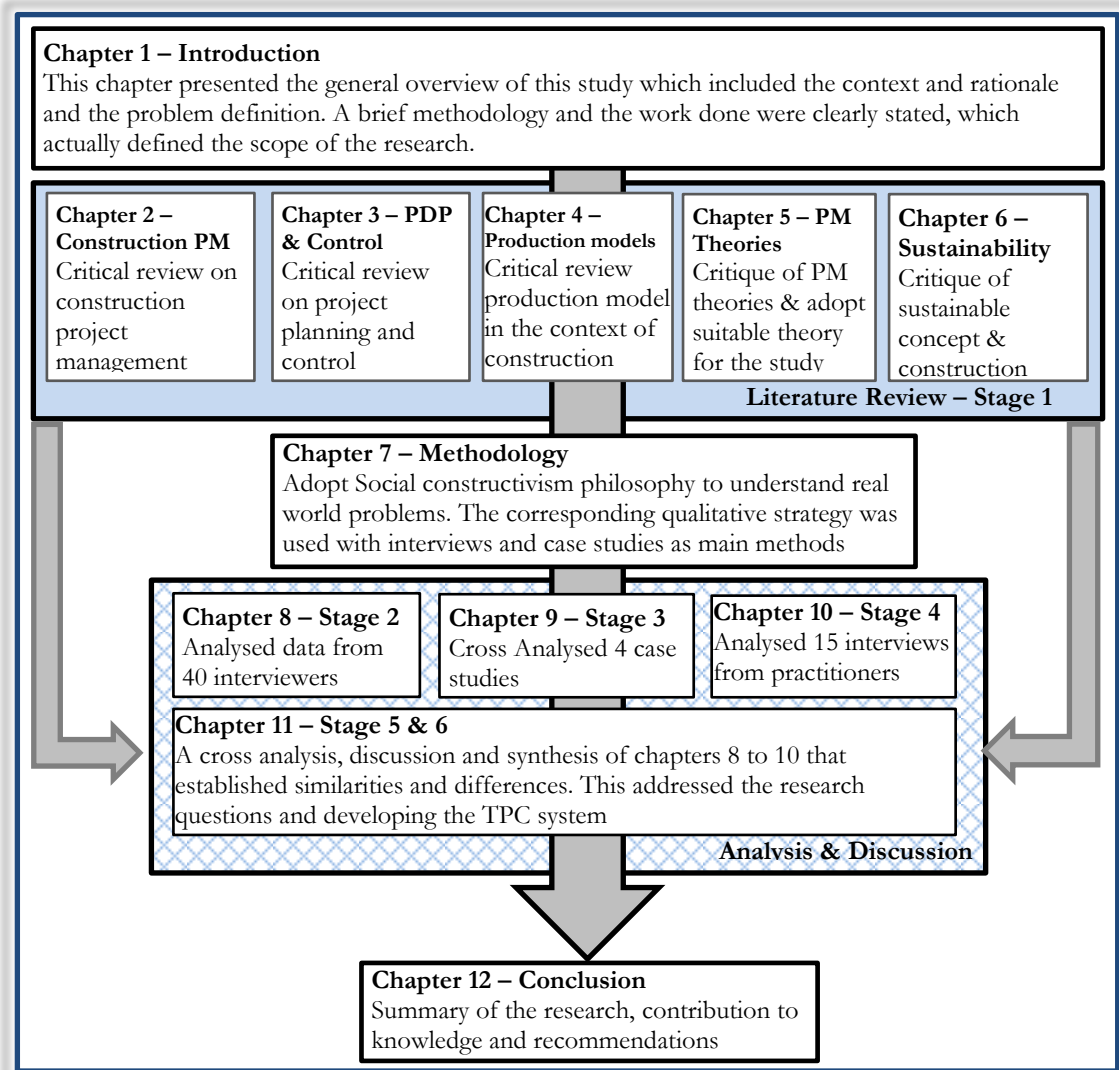 Chapter 1 – Introduction
This chapter presented the general overview of this study which included the context and rationale
and the problem definition. A brief methodology and the work done were clearly stated, which
actually defined the scope of the research.
Chapter 2 –
Construction PM
Critical review on
construction
project
management
Chapter 3 – PDP
& Control
Critical review
on project
planning and
control
Chapter 4 –
Production models
Critical review
production model
in the context of
construction
Chapter 5 – PM
Theories
Critique of PM
theories & adopt
suitable theory
for the study
Chapter 6 –
Sustainability
Critique of
sustainable
concept &
construction
Literature Review – Stage 1
Chapter 7 – Methodology
Adopt Social constructivism philosophy to understand real
world problems. The corresponding qualitative strategy was
used with interviews and case studies as main methods
Chapter 8 – Stage 2
Analysed data from
40 interviewers
Chapter 9 – Stage 3
Cross Analysed 4 case
studies
Chapter 10 – Stage 4
Analysed 15 interviews
from practitioners
Chapter 11 – Stage 5 & 6
A cross analysis, discussion and synthesis of chapters 8 to 10 that
established similarities and differences. This addressed the research
questions and developing the TPC system
Analysis & Discussion
Chapter 12 – Conclusion
Summary of the research, contribution to
knowledge and recommendations